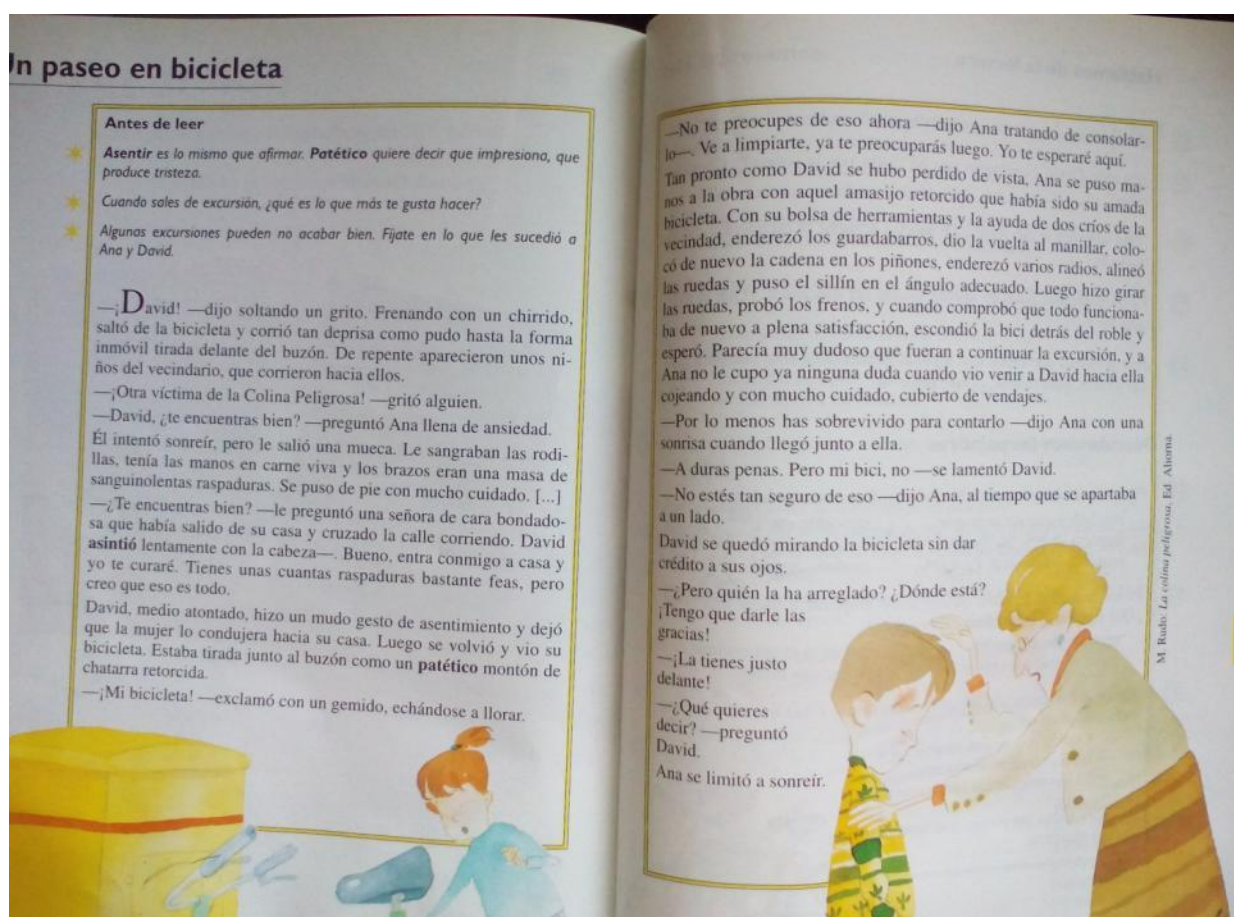 Un paseo en bicicleta
Antes de leer
Asentir es lo mismo que afirmar. Patético quiere decir que impresiona, que
produce tristeza.
Cuando sales de excursión, ¿qué es lo que más te gusta hacer?
Algunas excursiones pueden no acabar bien. Fíjate en lo que les sucedió a
Ana y David.
—¡David! —dijo soltando un grito. Frenando con un chirrido,
saltó de la bicicleta y corrió tan deprisa como pudo hasta la forma
inmóvil tirada delante del buzón. De repente aparecieron unos ni-
ños del vecindario, que corrieron hacia ellos.
—¡Otra víctima de la Colina Peligrosa! —gritó alguien.
—David, ¿te encuentras bien? —preguntó Ana llena de ansiedad.
Él intentó sonreír, pero le salió una mueca. Le sangraban las rodi-
llas, tenía las manos en carne viva y los brazos eran una masa de
sanguinolentas raspaduras. Se puso de pie con mucho cuidado. [...]
—¿Te encuentras bien? —le preguntó una señora de cara bondado-
sa que había salido de su casa y cruzado la calle corriendo. David
asintió lentamente con la cabeza—. Bueno, entra conmigo a casa y
yo te curaré. Tienes unas cuantas raspaduras bastante feas, pero
creo que eso es todo.
David, medio atontado, hizo un mudo gesto de asentimiento y dejó
que la mujer lo condujera hacia su casa. Luego se volvió y vio su
bicicleta. Estaba tirada junto al buzón como un patético montón de
chatarra retorcida.
—¡Mi bicicleta! —exclamó con un gemido, echándose a llorar.
—No te preocupes de eso ahora —dijo Ana tratando de consolar-
lo—. Ve a limpiarte, ya te preocuparás luego. Yo te esperaré aquí.
Tan pronto como David se hubo perdido de vista, Ana se puso ma-
nos a la obra con aquel amasijo retorcido que había sido su amada
bicicleta. Con su bolsa de herramientas y la ayuda de dos críos de la
vecindad, enderezó los guardabarros, dio la vuelta al manillar, colo-
có de nuevo la cadena en los piñones, enderezó varios radios, alineó
las ruedas y puso el sillín en el ángulo adecuado. Luego hizo girar
las ruedas, probó los frenos, y cuando comprobó que todo funciona-
ba de nuevo a plena satisfacción, escondió la bici detrás del roble y
esperó. Parecía muy dudoso que fueran a continuar la excursión, y a
Ana no le cupo ya ninguna duda cuando vio venir a David hacia ella
cojeando y con mucho cuidado, cubierto de vendajes.
—Por lo menos has sobrevivido para contarlo —dijo Ana con una
sonrisa cuando llegó junto a ella.
—A duras penas. Pero mi bici, no —se lamentó David.
—No estés tan seguro de eso —dijo Ana, al tiempo que se apartaba
a un lado.
David se quedó mirando la bicicleta sin dar
crédito a sus ojos.
—¿Pero quién la ha arreglado? ¿Dónde está?
¡Tengo que darle las
gracias!
—¡La tienes justo
delante!
—¿Qué quieres
decir? —preguntó
David.
Ana se limitó a sonreír.
M. Rudo. La colina peligrosa, Ed. Ahorna.